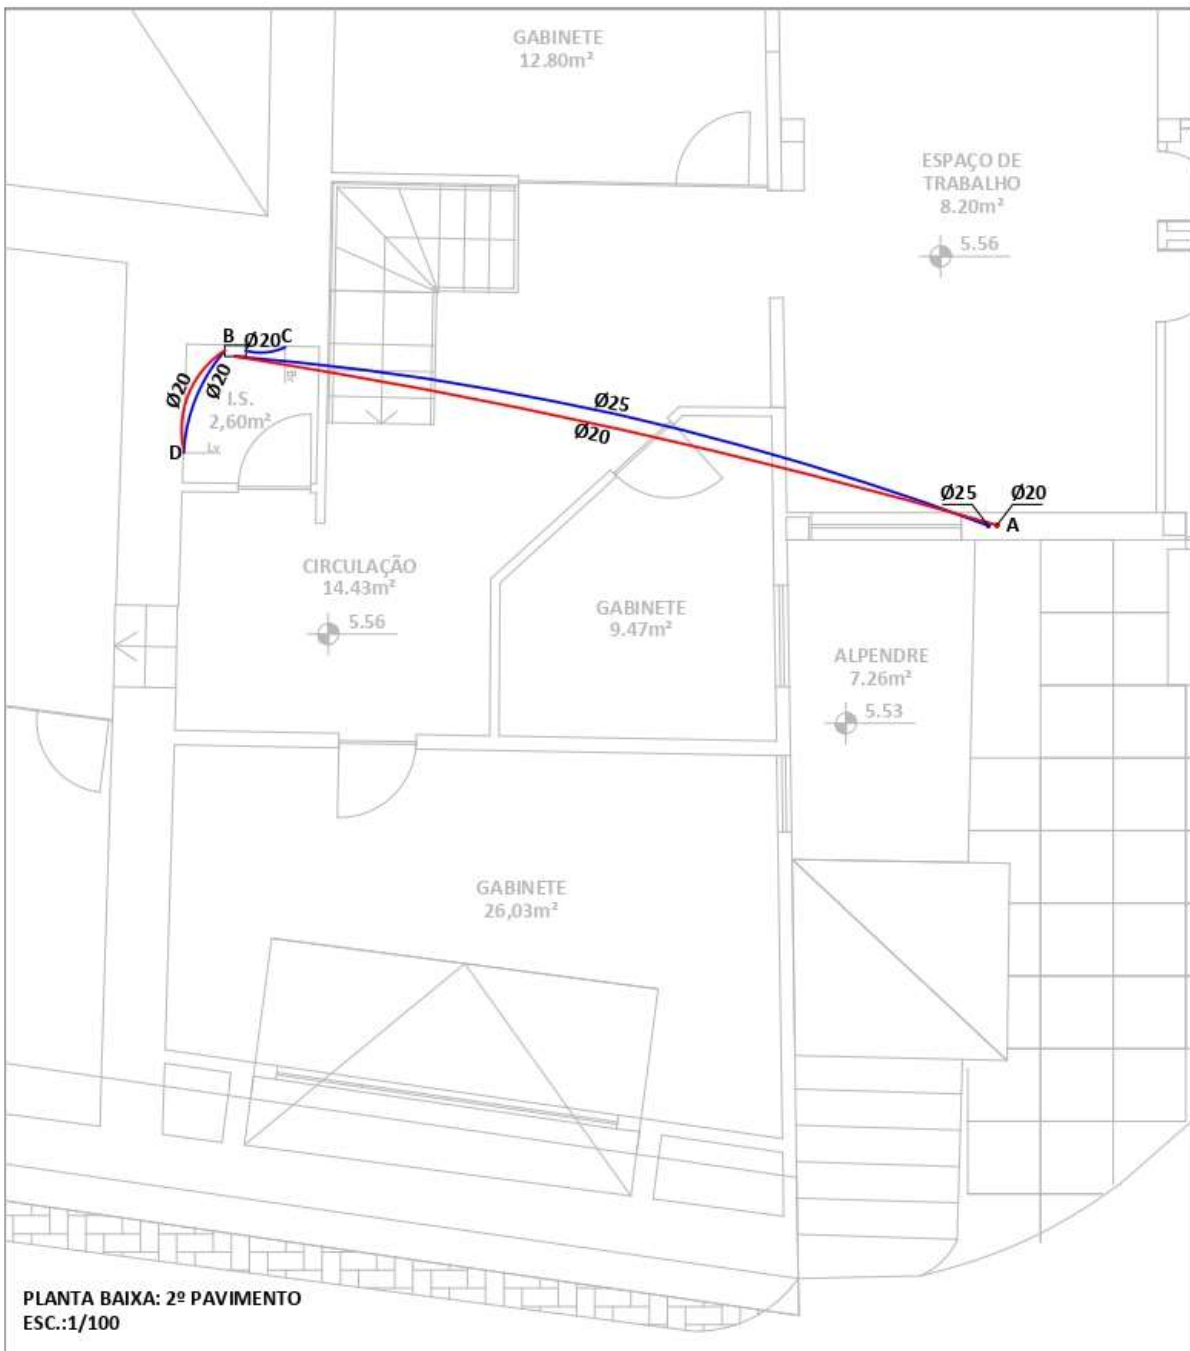 GABINETE
12.80m²
ESPAÇO DE
TRABALHO
8.20m²
5.56
B
Ø20
C
Ø20
Ø20
I.S.
2,60m²
D
Lv
Ø25
Ø20
Ø25
Ø20
A
CIRCULAÇÃO
14.43m²
5.56
GABINETE
9.47m²
ALPENDRE
7.26m²
5.53
GABINETE
26,03m²
PLANTA BAIXA: 2º PAVIMENTO
ESC.:1/100